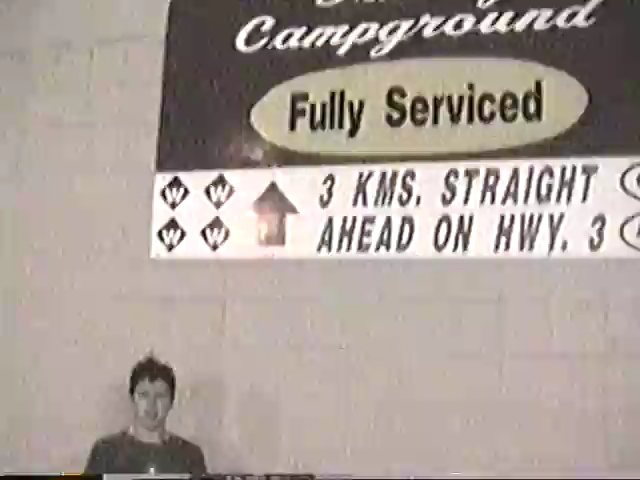 Campground
Fully Serviced
W W 3 KMS. STRAIGHT
W W AHEAD ON HWY. 3